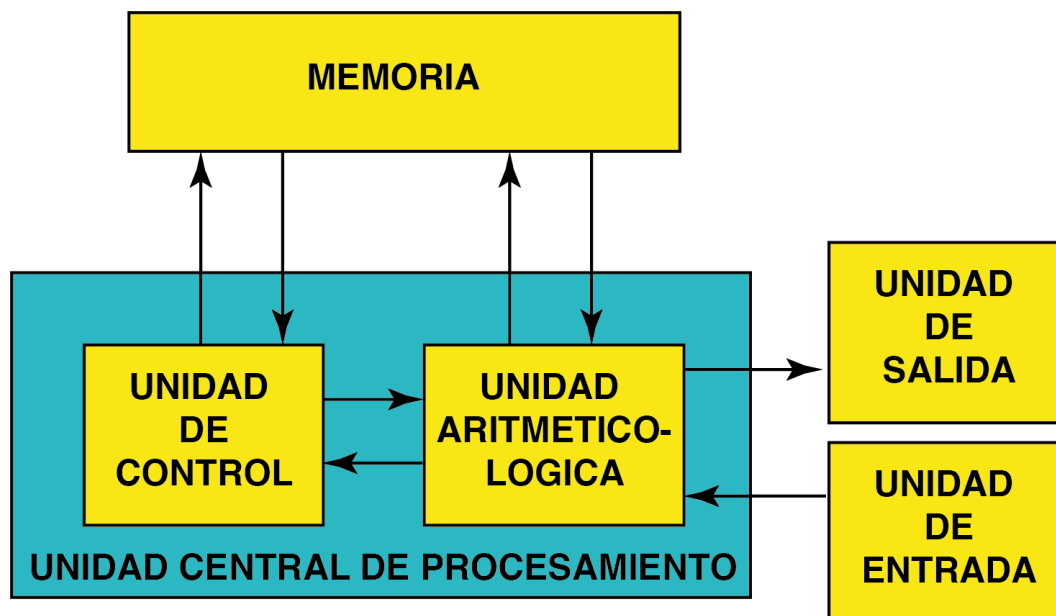 MEMORIA
UNIDAD
DE
CONTROL
UNIDAD
ARITMETICO-
LOGICA
UNIDAD CENTRAL DE PROCESAMIENTO
UNIDAD
DE
SALIDA
UNIDAD
DE
ENTRADA